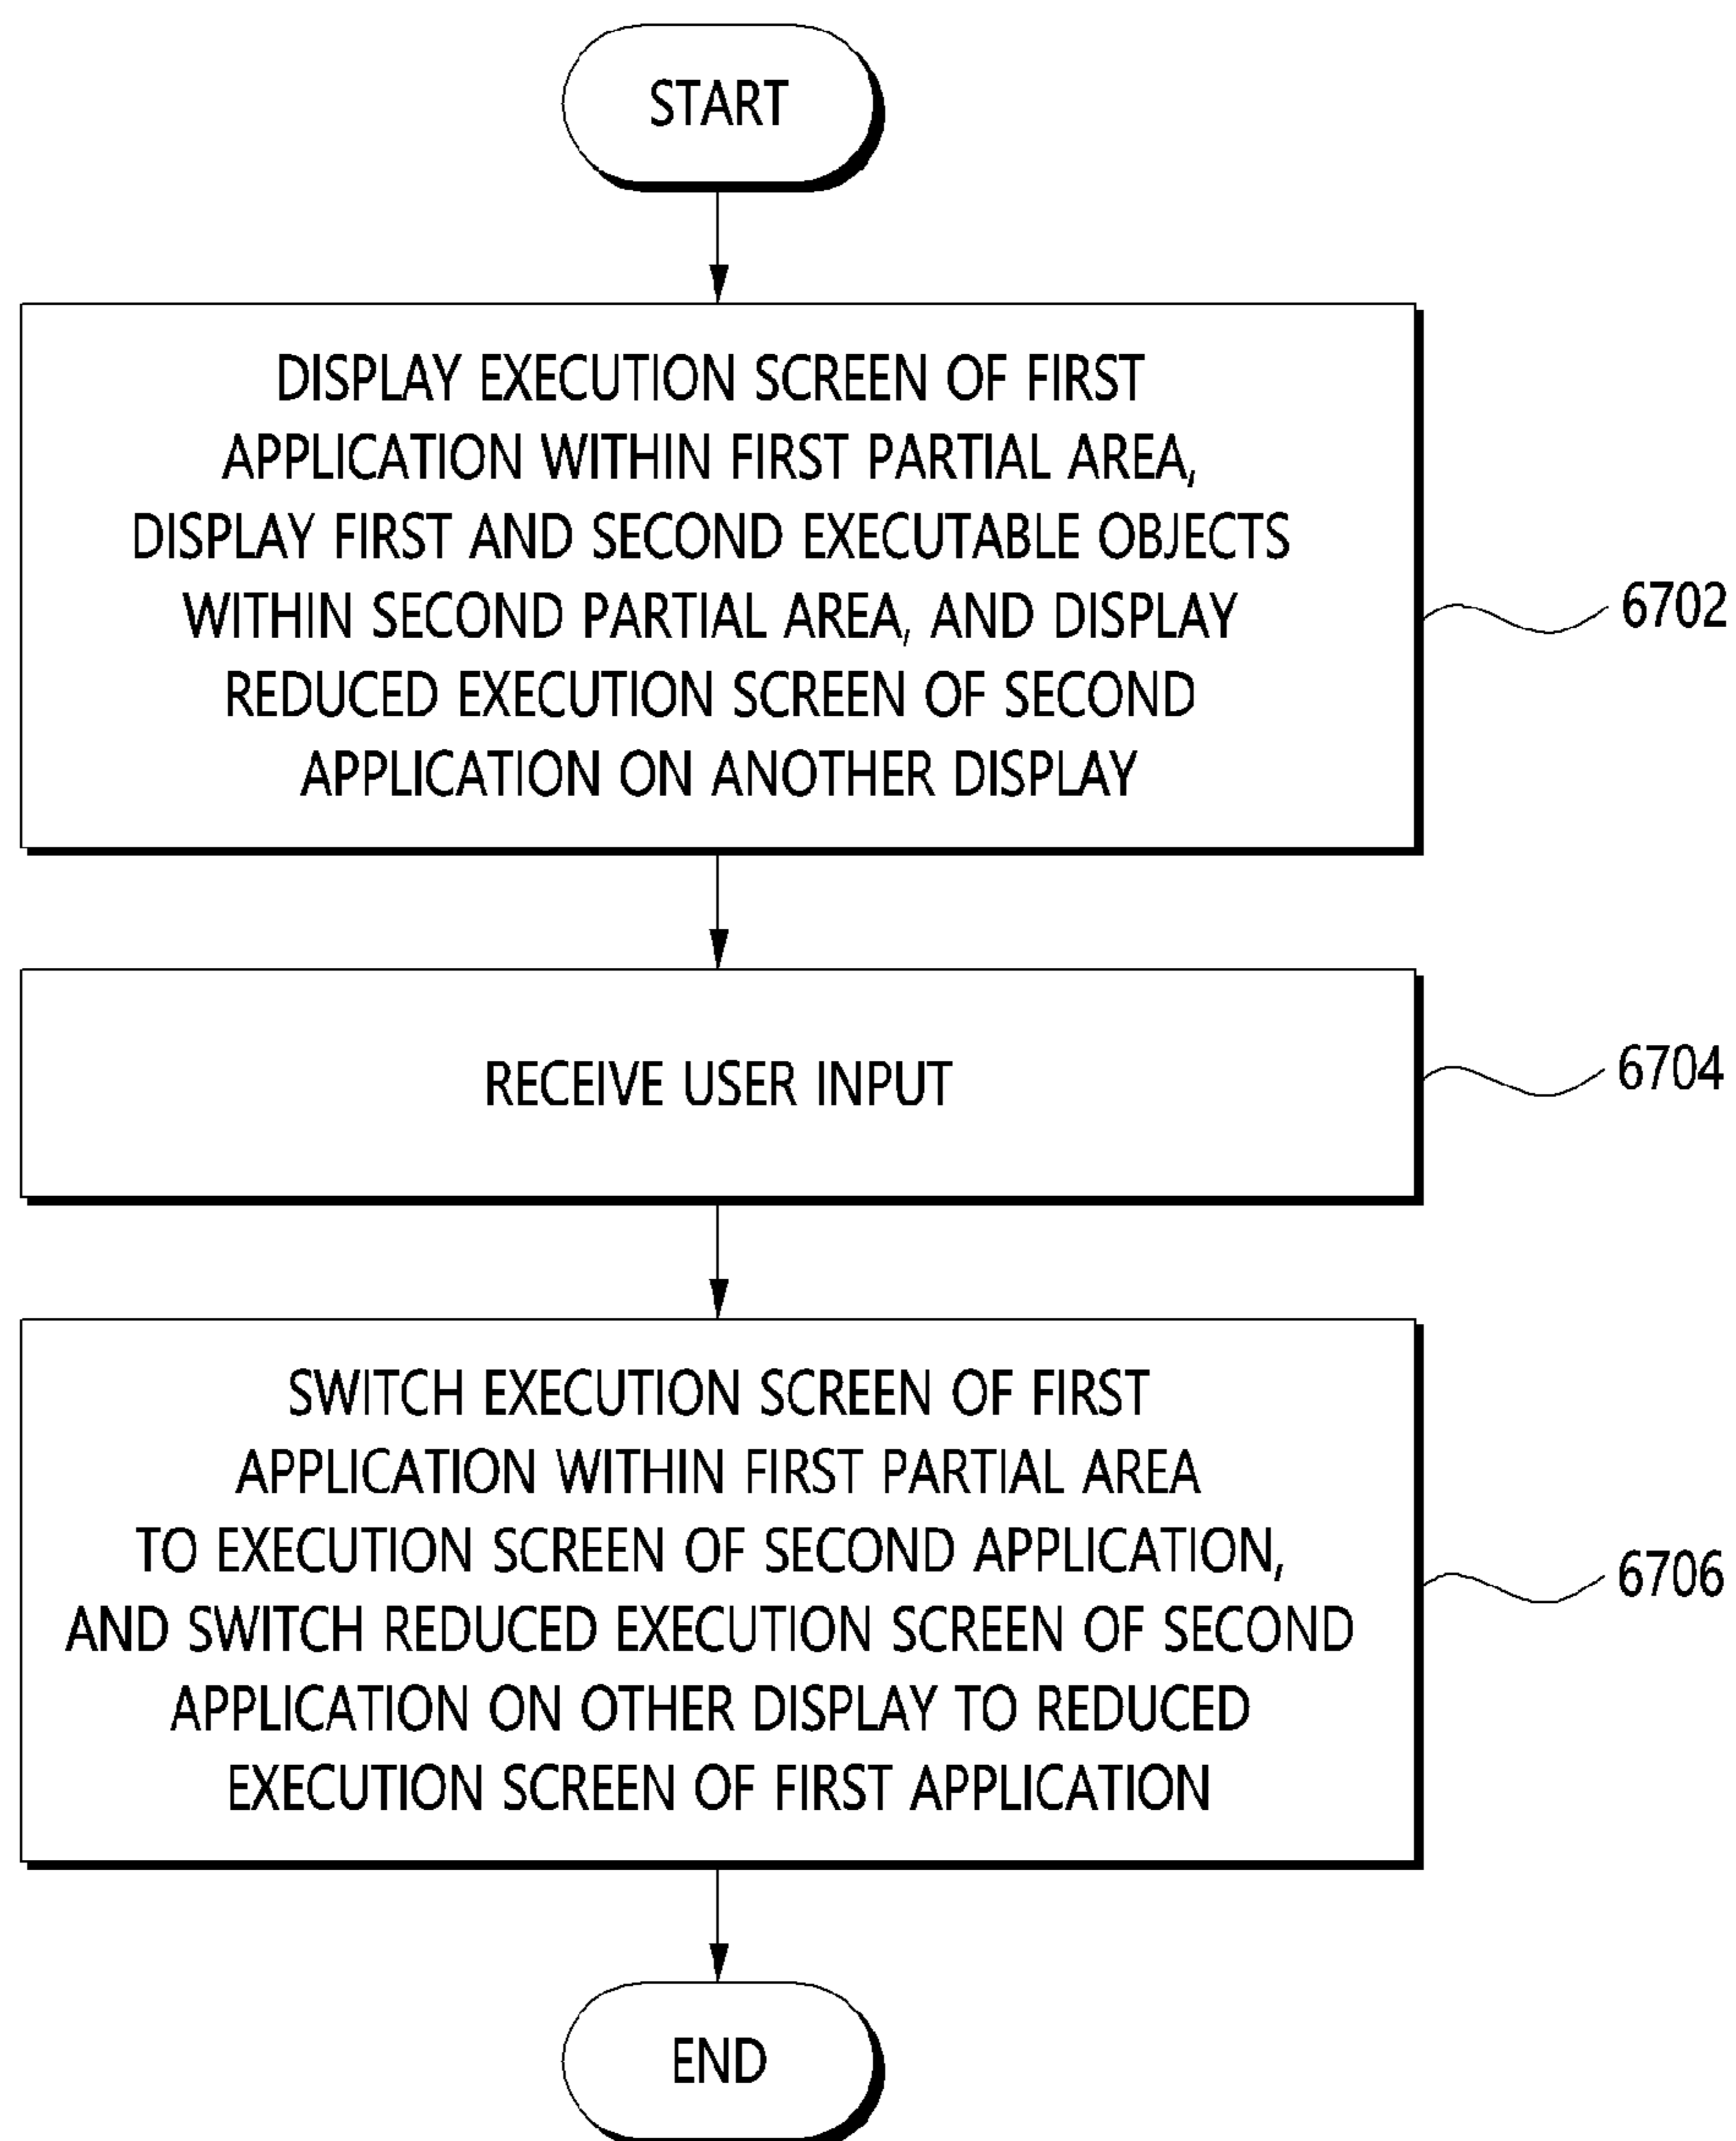 START
DISPLAY EXECUTION SCREEN OF FIRST
APPLICATION WITHIN FIRST PARTIAL AREA,
DISPLAY FIRST AND SECOND EXECUTABLE OBJECTS
WITHIN SECOND PARTIAL AREA, AND DISPLAY
REDUCED EXECUTION SCREEN OF SECOND
APPLICATION ON ANOTHER DISPLAY
6702
RECEIVE USER INPUT
6704
SWITCH EXECUTION SCREEN OF FIRST
APPLICATION WITHIN FIRST PARTIAL AREA
TO EXECUTION SCREEN OF SECOND APPLICATION,
AND SWITCH REDUCED EXECUTION SCREEN OF SECOND
APPLICATION ON OTHER DISPLAY TO REDUCED
EXECUTION SCREEN OF FIRST APPLICATION
6706
END